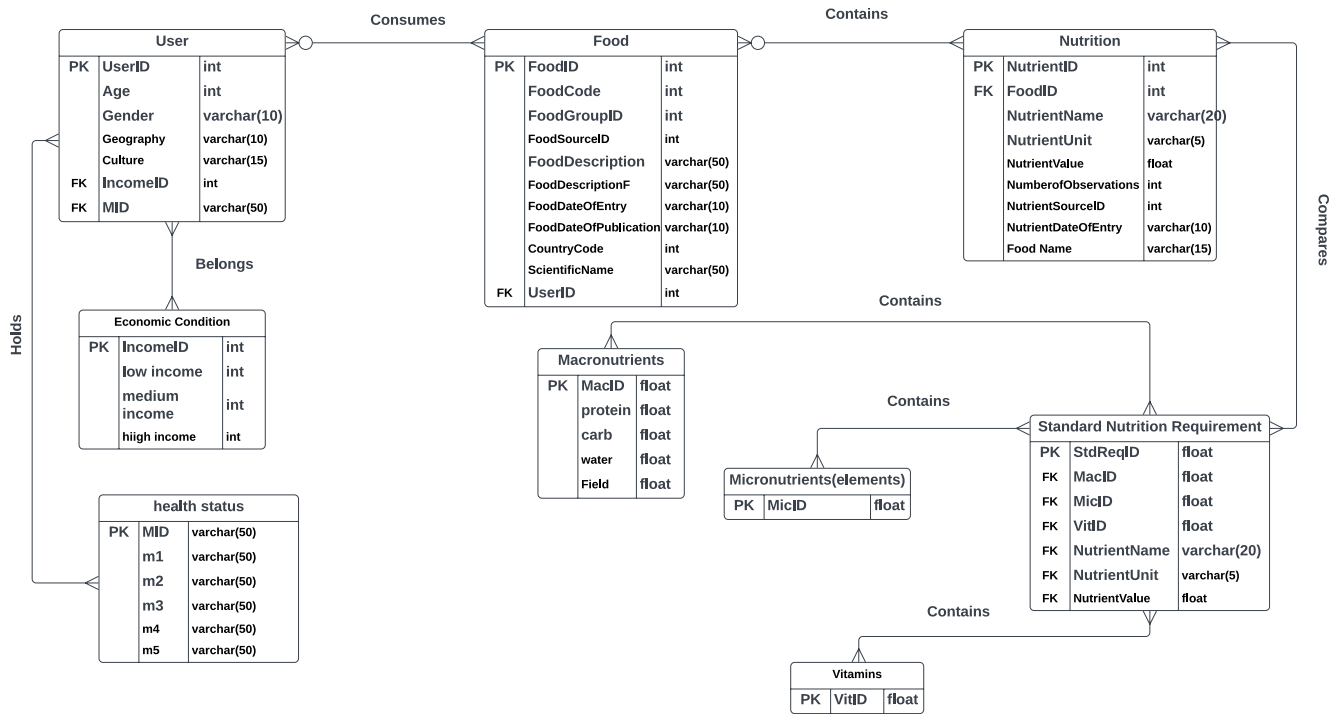 Consumes
Contains
User
PK UserID int
Age int
Gender varchar(10)
Geography varchar(10)
Culture varchar(15)
FK IncomeID int
FK MID varchar(50)
Food
PK FoodID int
FoodCode int
FoodGroupID int
FoodSourceID int
FoodDescription varchar(50)
FoodDescriptionF varchar(50)
FoodDateOfEntry varchar(10)
FoodDateOfPublication varchar(10)
CountryCode int
ScientificName varchar(50)
FK UserID int
Nutrition
PK NutrientID int
FK FoodID int
NutrientName varchar(20)
NutrientUnit varchar(5)
NutrientValue float
NumberofObservations int
NutrientSourceID int
NutrientDateOfEntry varchar(10)
Food Name varchar(15)
Compares
Belongs
Holds
Economic Condition
PK IncomeID int
low income int
medium
income int
hiigh income int
Contains
Macronutrients
PK MacID float
protein float
carb float
water float
Field float
Contains
Micronutrients(elements)
PK MicID float
Standard Nutrition Requirement
PK StdReqID float
FK MacID float
FK MicID float
FK VitID float
FK NutrientName varchar(20)
FK NutrientUnit varchar(5)
FK NutrientValue float
health status
PK MID varchar(50)
m1 varchar(50)
m2 varchar(50)
m3 varchar(50)
m4 varchar(50)
m5 varchar(50)
Contains
Vitamins
PK VitID float